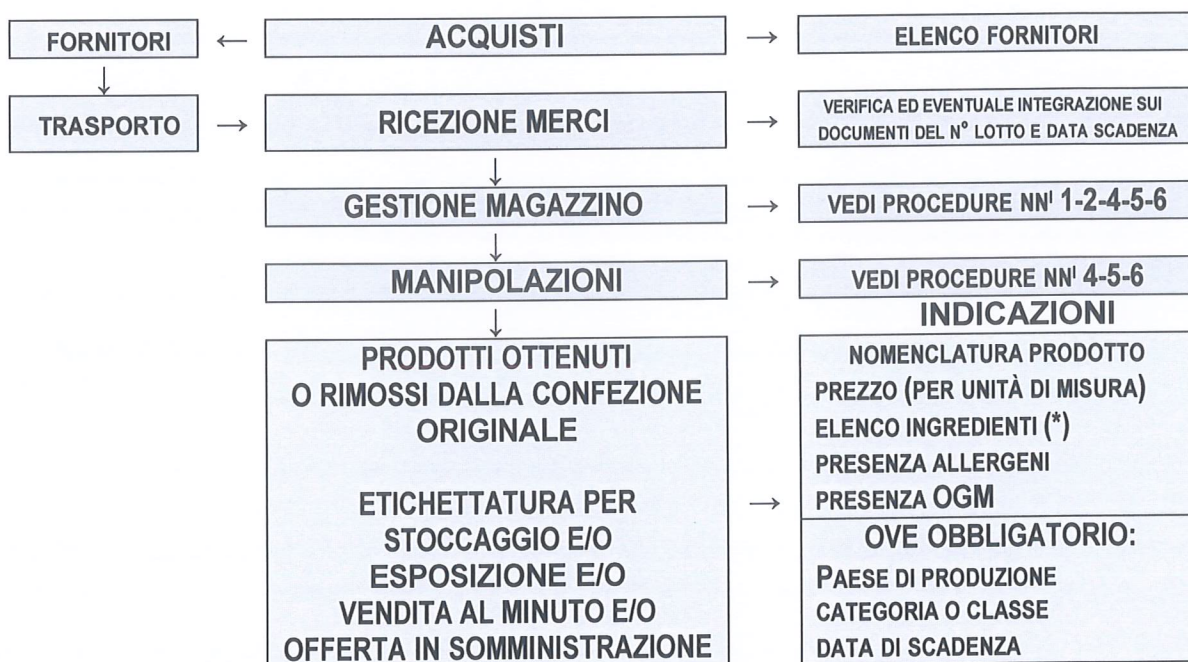 FORNITORI ← ACQUISTI → ELENCO FORNITORI
↓
TRASPORTO → RICEZIONE MERCI → VERIFICA ED EVENTUALE INTEGRAZIONE SUI
DOCUMENTI DEL N° LOTTO E DATA SCADENZA
↓
GESTIONE MAGAZZINO → VEDI PROCEDURE NNⁱ 1-2-4-5-6
↓
MANIPOLAZIONI → VEDI PROCEDURE NNⁱ 4-5-6
↓
PRODOTTI OTTENUTI
O RIMOSSI DALLA CONFEZIONE
ORIGINALE
ETICHETTATURA PER
STOCCAGGIO E/O
ESPOSIZIONE E/O
VENDITA AL MINUTO E/O
OFFERTA IN SOMMINISTRAZIONE
→
INDICAZIONI
NOMENCLATURA PRODOTTO
PREZZO (PER UNITÀ DI MISURA)
ELENCO INGREDIENTI (*)
PRESENZA ALLERGENI
PRESENZA OGM
OVE OBBLIGATORIO:
PAESE DI PRODUZIONE
CATEGORIA O CLASSE
DATA DI SCADENZA